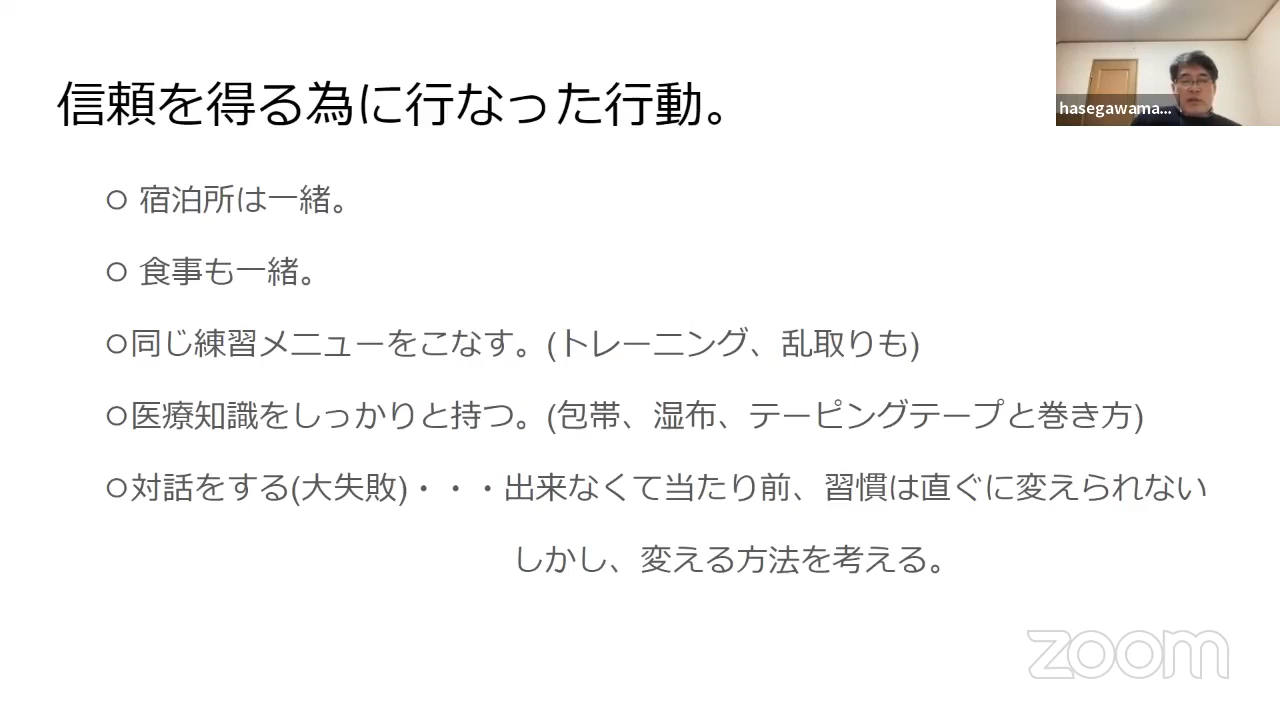 信頼を得る為に行なった行動。
hasegawama...
○ 宿泊所は一緒。
○ 食事も一緒。
○同じ練習メニューをこなす。(トレーニング、乱取りも)
○医療知識をしっかりと持つ。(包帯、湿布、テーピングテープと巻き方)
○対話をする(大失敗)・・・出来なくて当たり前、習慣は直ぐに変えられない
しかし、変える方法を考える。
zoom